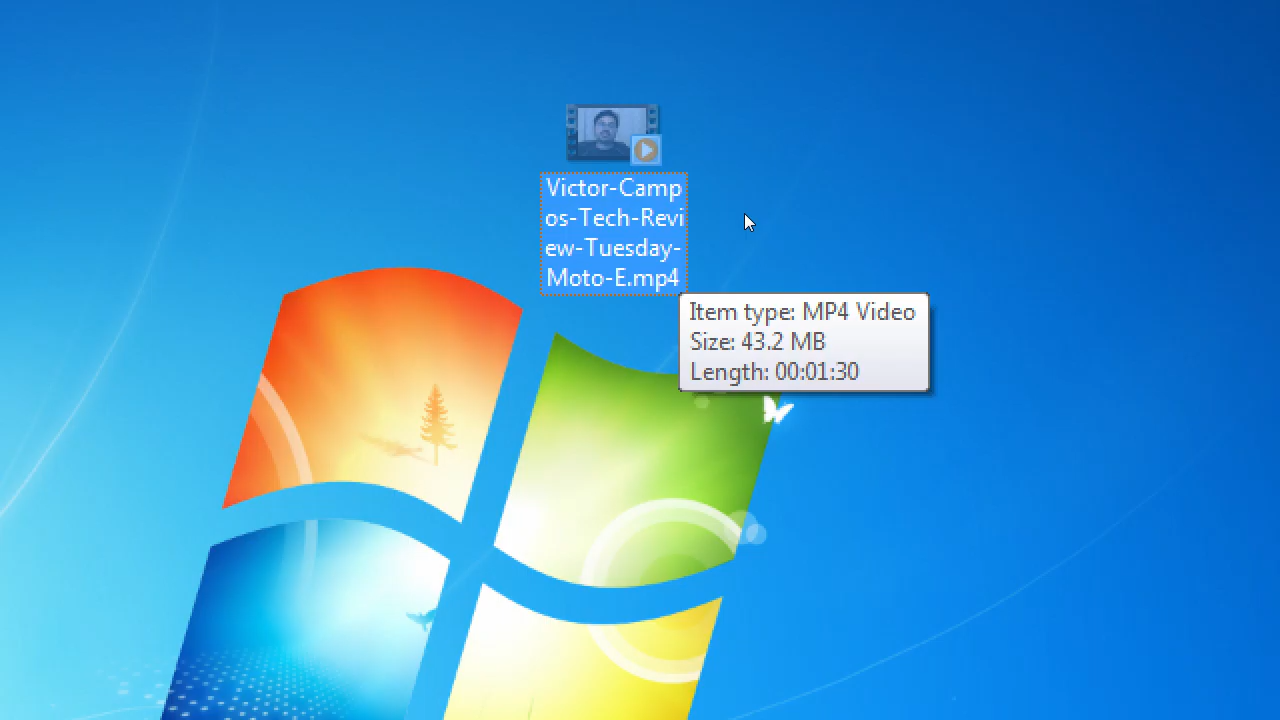 Victor-Camp
os-Tech-Revi
ew-Tuesday-
Moto-E.mp4
Item type: MP4 Video
Size: 43.2 MB
Length: 00:01:30